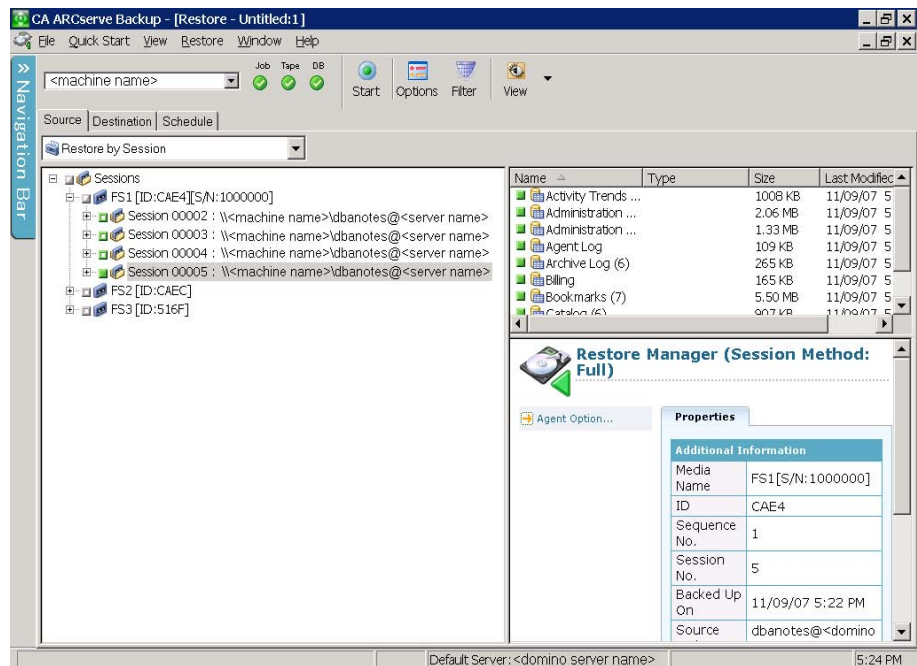 CA ARCserve Backup - [Restore - Untitled:1]
File Quick Start View Restore Window Help
Navigation Bar
<machine name>
Job Tape DB
Start Options Filter View
Source Destination Schedule
Restore by Session
Sessions
FS1 [ID:CAE4][S/N:1000000]
Session 00002 : \\<machine name>\dbanotes@<server name>
Session 00003 : \\<machine name>\dbanotes@<server name>
Session 00004 : \\<machine name>\dbanotes@<server name>
Session 00005 : \\<machine name>\dbanotes@<server name>
FS2 [ID:CAEC]
FS3 [ID:516F]
Name Type Size Last Modified
Activity Trends ... 1008 KB 11/09/07 5
Administration ... 2.06 MB 11/09/07 5
Administration ... 1.33 MB 11/09/07 5
Agent Log 109 KB 11/09/07 5
Archive Log (6) 265 KB 11/09/07 5
Billing 165 KB 11/09/07 5
Bookmarks (7) 5.50 MB 11/09/07 5
Catalog (6) 907 KB 11/09/07 5
Restore Manager (Session Method:
Full)
Agent Option...
Properties
Additional Information
Media
Name
FS1[S/N:1000000]
ID CAE4
Sequence
No.
1
Session
No.
5
Backed Up
On
11/09/07 5:22 PM
Source dbanotes@<domino
Default Server: <domino server name> 5:24 PM